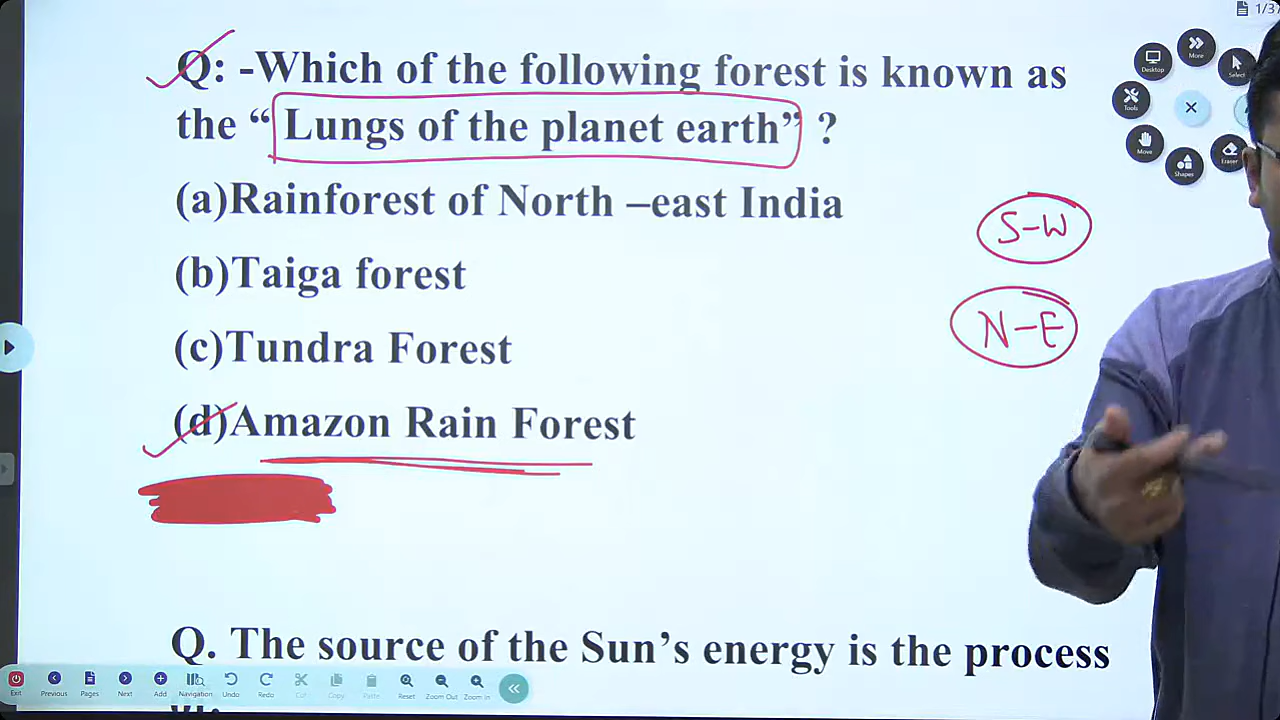 1/37
Q: -Which of the following forest is known as
the “ Lungs of the planet earth” ?
(a)Rainforest of North –east India
(b)Taiga forest
(c)Tundra Forest
(d)Amazon Rain Forest
S-W
N-E
Desktop
More
Select
Tools
Move
Shapes
Eraser
Q. The source of the Sun’s energy is the process
Exit Previous Pages Next Add Navigation Undo Redo Cut Copy Paste Reset Zoom Out Zoom In